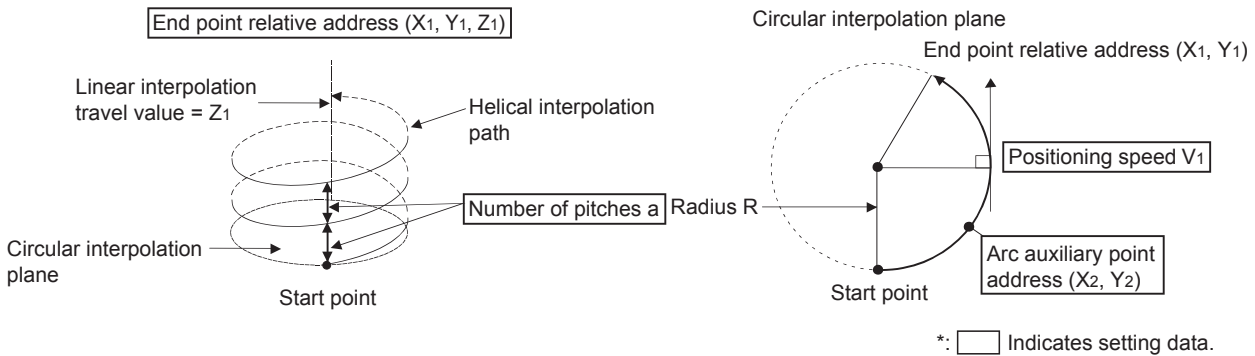 End point relative address (X1, Y1, Z1)
Linear interpolation
travel value = Z1
Helical interpolation
path
Number of pitches a
Circular interpolation
plane
Start point
Circular interpolation plane
End point relative address (X1, Y1)
Positioning speed V1
Radius R
Arc auxiliary point
address (X2, Y2)
Start point
*: Indicates setting data.